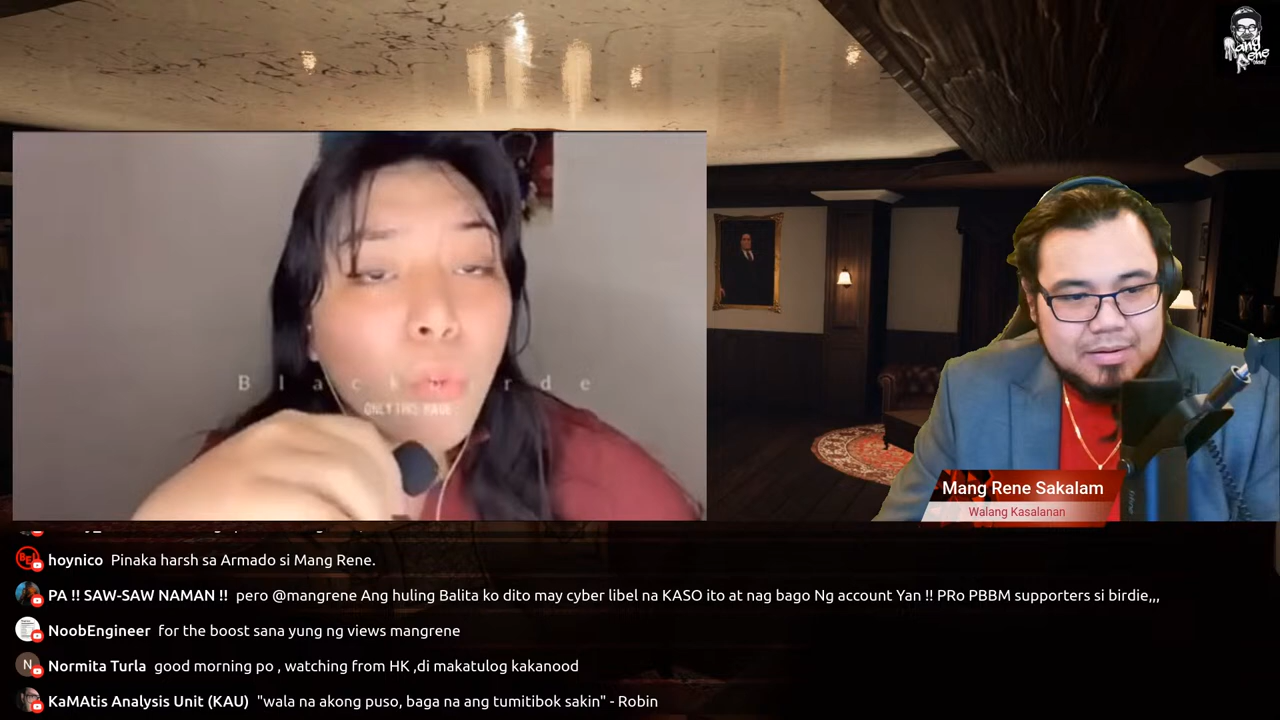 Mang Rene
B l a c k r d e
Mang Rene Sakalam
Walang Kasalanan
hoynico Pinaka harsh sa Armado si Mang Rene.
PA !! SAW-SAW NAMAN !! pero @mangrene Ang huling Balita ko dito may cyber libel na KASO ito at nag bago Ng account Yan !! PRo PBBM supporters si birdie,,,
NoobEngineer for the boost sana yung ng views mangrene
N Normita Turla good morning po , watching from HK ,di makatulog kakanood
KaMAtis Analysis Unit (KAU) "wala na akong puso, baga na ang tumitibok sakin" - Robin